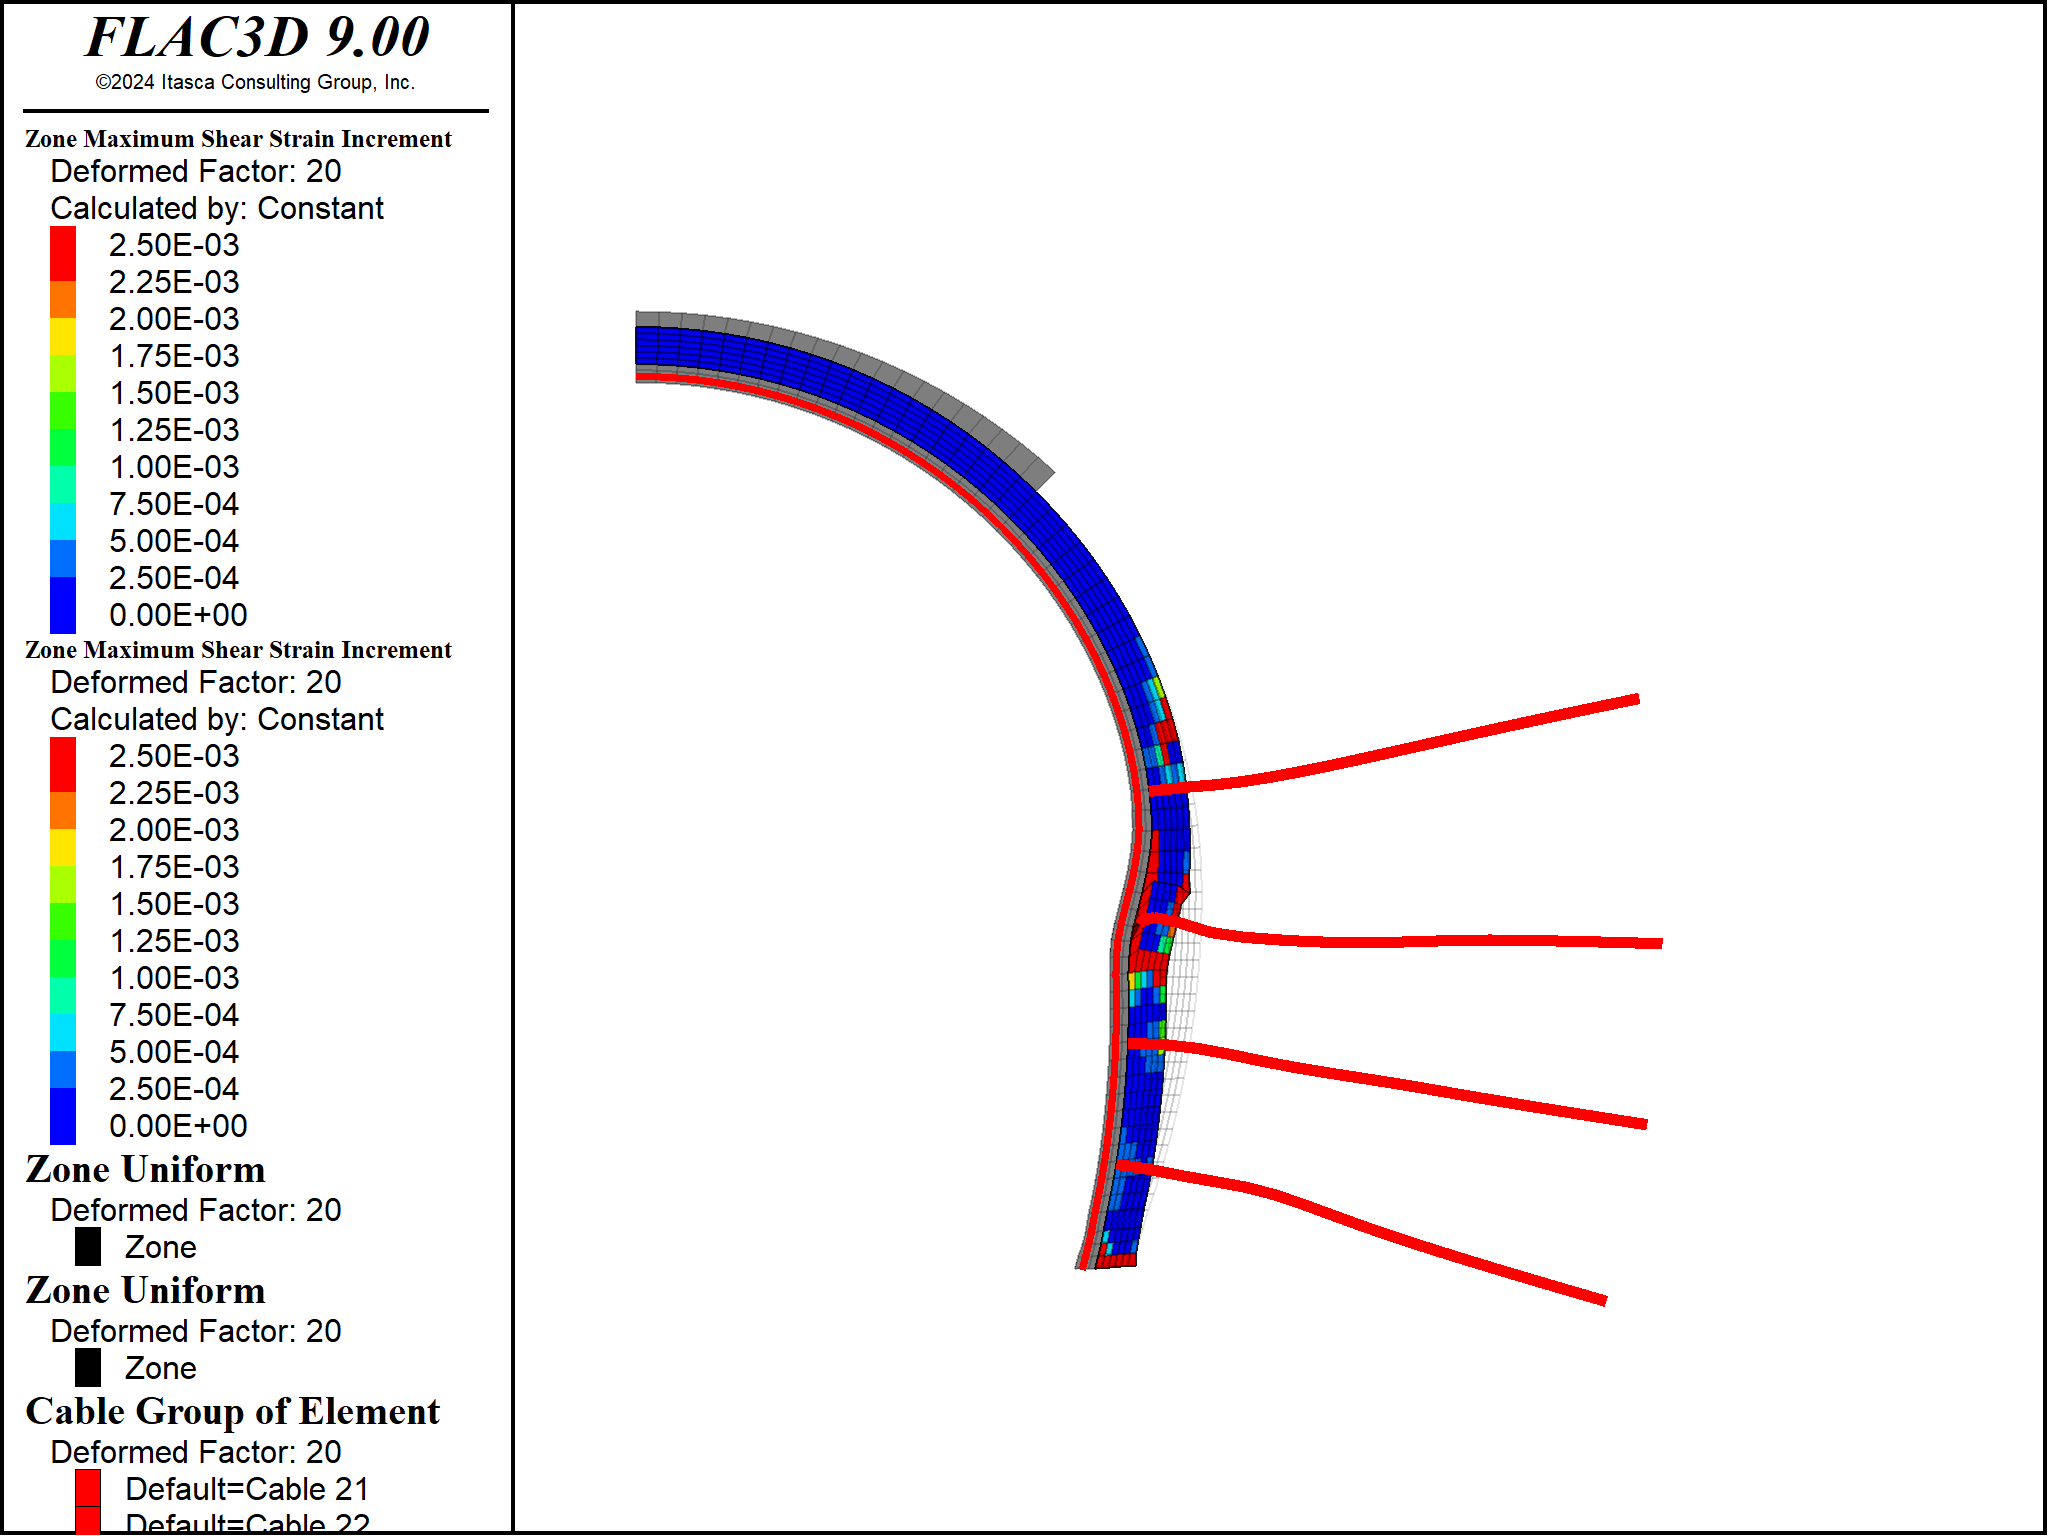 FLAC3D 9.00
©2024 Itasca Consulting Group, Inc.
Zone Maximum Shear Strain Increment
Deformed Factor: 20
Calculated by: Constant
2.50E-03
2.25E-03
2.00E-03
1.75E-03
1.50E-03
1.25E-03
1.00E-03
7.50E-04
5.00E-04
2.50E-04
0.00E+00
Zone Maximum Shear Strain Increment
Deformed Factor: 20
Calculated by: Constant
2.50E-03
2.25E-03
2.00E-03
1.75E-03
1.50E-03
1.25E-03
1.00E-03
7.50E-04
5.00E-04
2.50E-04
0.00E+00
Zone Uniform
Deformed Factor: 20
Zone
Zone Uniform
Deformed Factor: 20
Zone
Cable Group of Element
Deformed Factor: 20
Default=Cable 21
Default=Cable 22